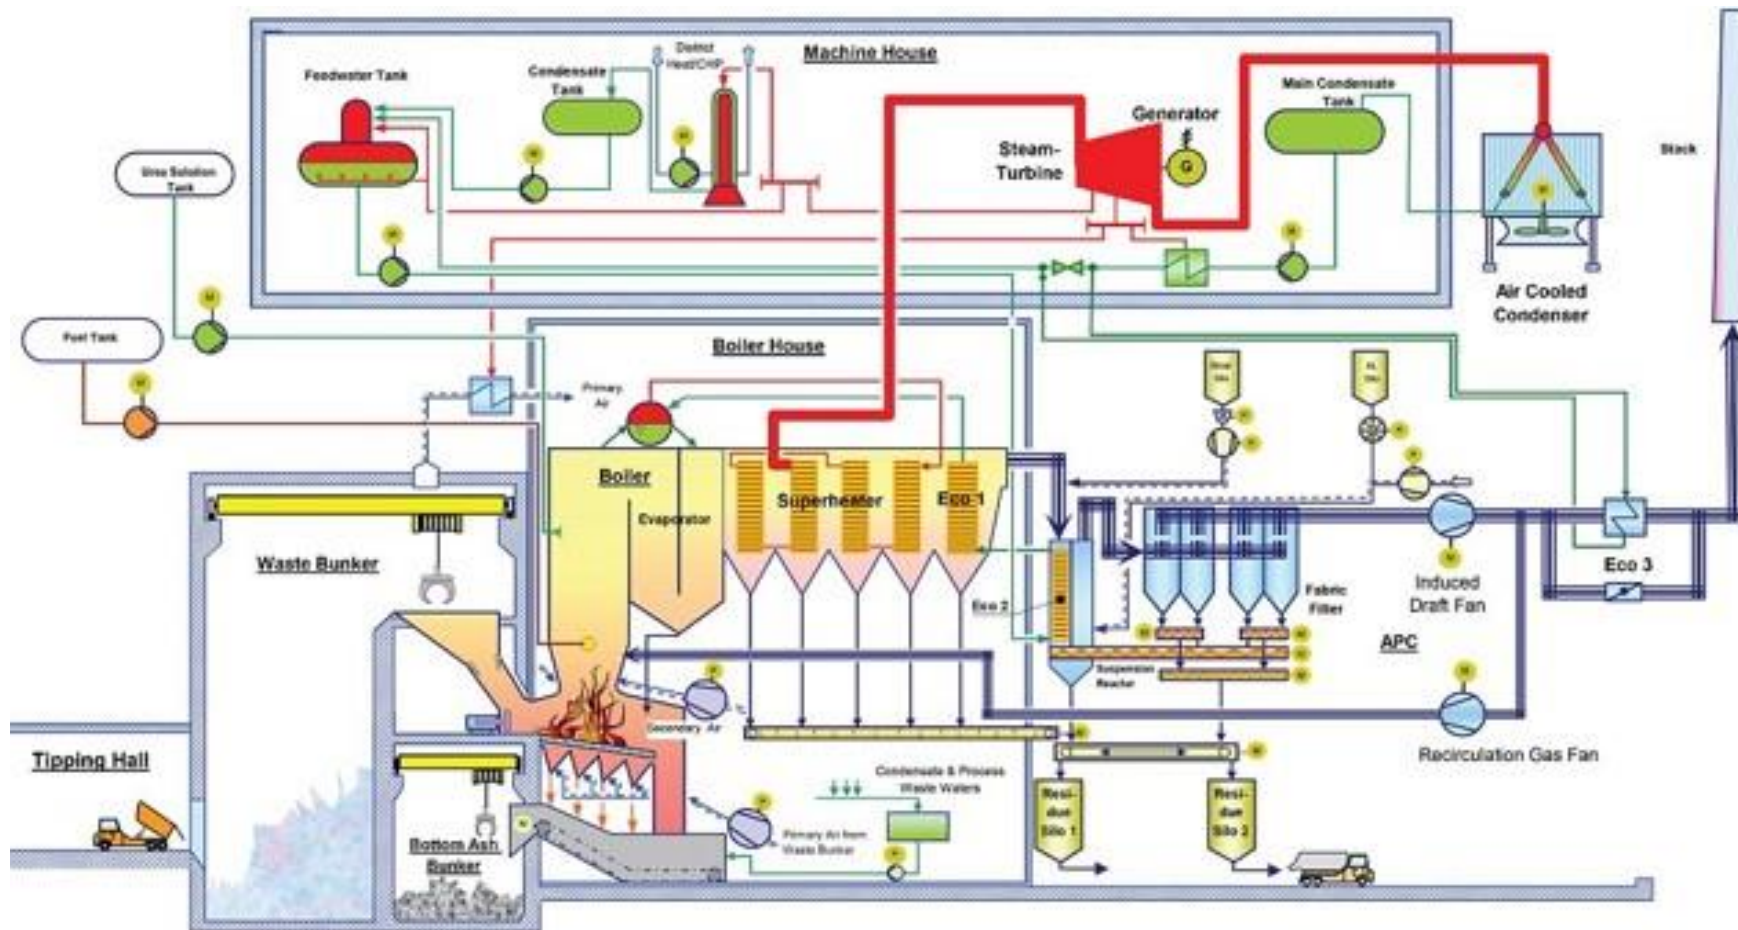 Machine House
Feedwater Tank
Condensate
Tank
District
Heat/CHP
Generator
Steam-
Turbine
G
Main Condensate
Tank
Stack
Urea Solution
Tank
Air Cooled
Condenser
Fuel Tank
Boiler House
Primary
Air
Boiler
Evaporator
Superheater
Eco 1
Waste Bunker
Eco 2
Fabric
Filter
Induced
Draft Fan
Eco 3
APC
Suspension
Reactor
Secondary Air
Recirculation Gas Fan
Tipping Hall
Condensate & Process
Waste Waters
Primary Air from
Waste Bunker
Bottom Ash
Bunker
Resi-
due
Silo 1
Resi-
due
Silo 2